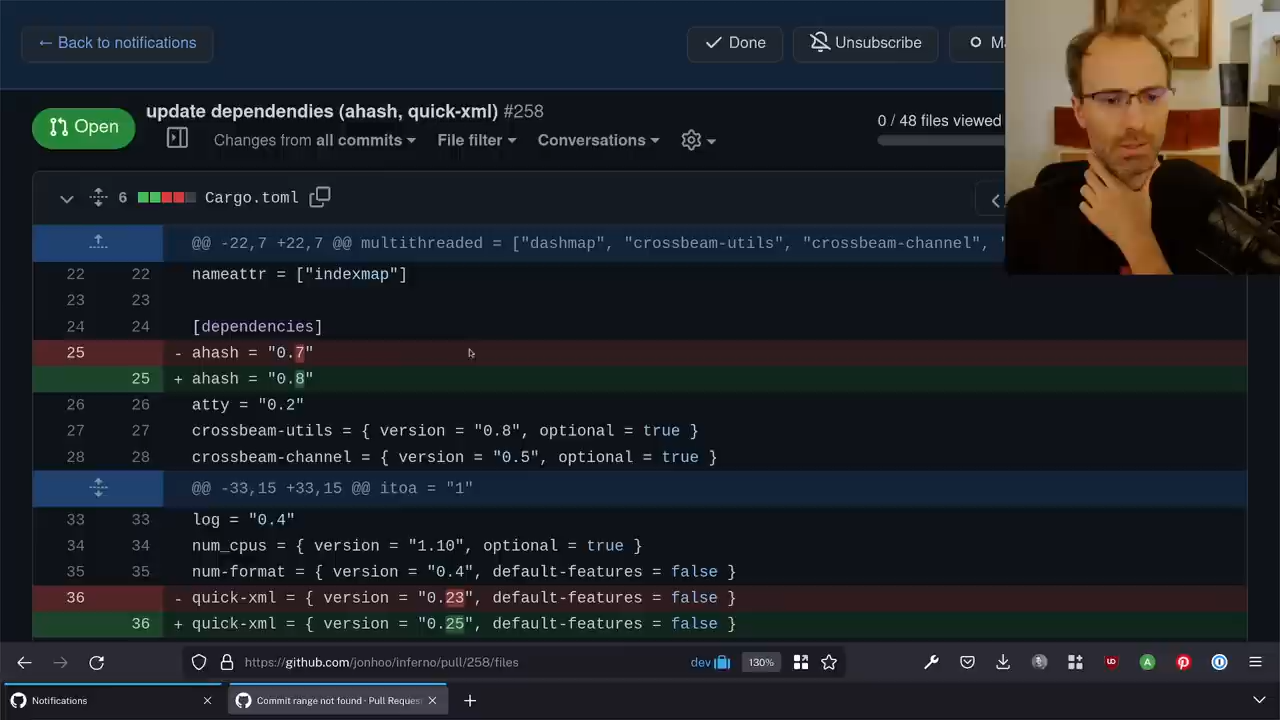 ← Back to notifications
Done
Unsubscribe
Open
update dependendies (ahash, quick-xml) #258
Changes from all commits
File filter
Conversations
0 / 48 files viewed
6
Cargo.toml
@@ -22,7 +22,7 @@ multithreaded = ["dashmap", "crossbeam-utils", "crossbeam-channel", "
22 22 nameattr = ["indexmap"]
23 23
24 24 [dependencies]
25 - ahash = "0.7"
25 + ahash = "0.8"
26 26 atty = "0.2"
27 27 crossbeam-utils = { version = "0.8", optional = true }
28 28 crossbeam-channel = { version = "0.5", optional = true }
@@ -33,15 +33,15 @@ itoa = "1"
33 33 log = "0.4"
34 34 num_cpus = { version = "1.10", optional = true }
35 35 num-format = { version = "0.4", default-features = false }
36 - quick-xml = { version = "0.23", default-features = false }
36 + quick-xml = { version = "0.25", default-features = false }
https://github.com/jonhoo/inferno/pull/258/files
dev
130%
Notifications
Commit range not found · Pull Reques